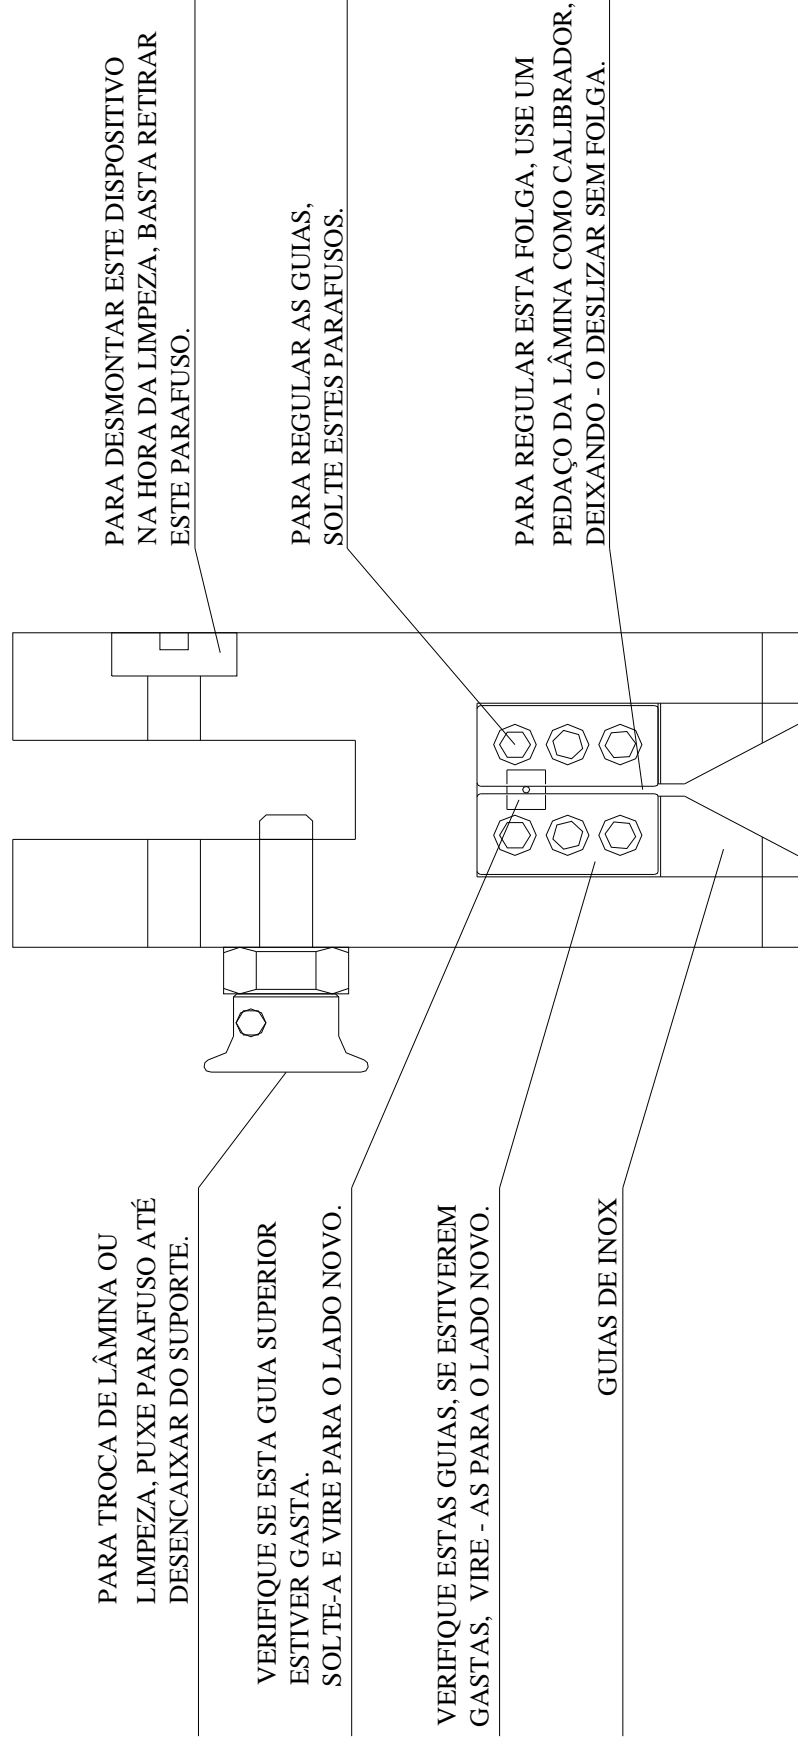 PARA TROCA DE LÂMINA OU
LIMPEZA, PUXE PARAFUSO ATÉ
DESENCAIXAR DO SUPORTE.
VERIFIQUE SE ESTA GUIA SUPERIOR
ESTIVER GASTA.
SOLTE-A E VIRE PARA O LADO NOVO.
VERIFIQUE ESTAS GUIAS, SE ESTIVEREM
GASTAS, VIRE - AS PARA O LADO NOVO.
GUIAS DE INOX
PARA DESMONTAR ESTE DISPOSITIVO
NA HORA DA LIMPEZA, BASTA RETIRAR
ESTE PARAFUSO.
PARA REGULAR AS GUIAS,
SOLTE ESTES PARAFUSOS.
PARA REGULAR ESTA FOLGA, USE UM
PEDAÇO DA LÂMINA COMO CALIBRADOR,
DEIXANDO - O DESLIZAR SEM FOLGA.